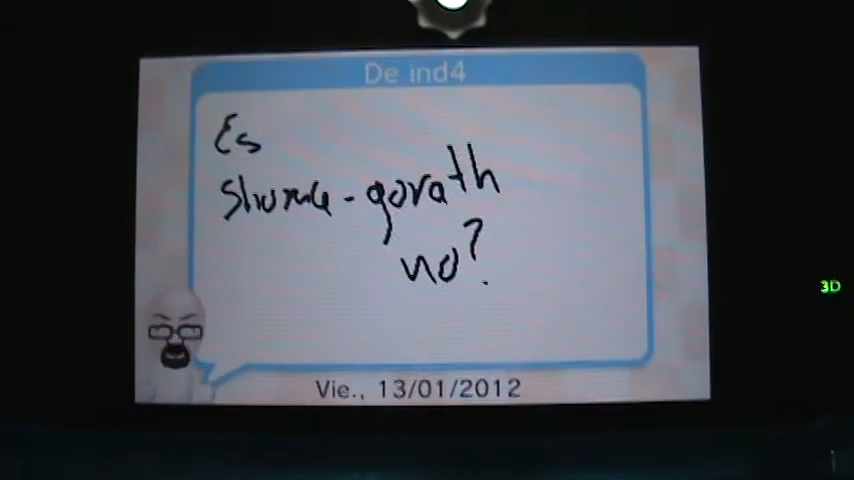 De ind4
Es
Shuma-gorath
no?
Vie., 13/01/2012
3D